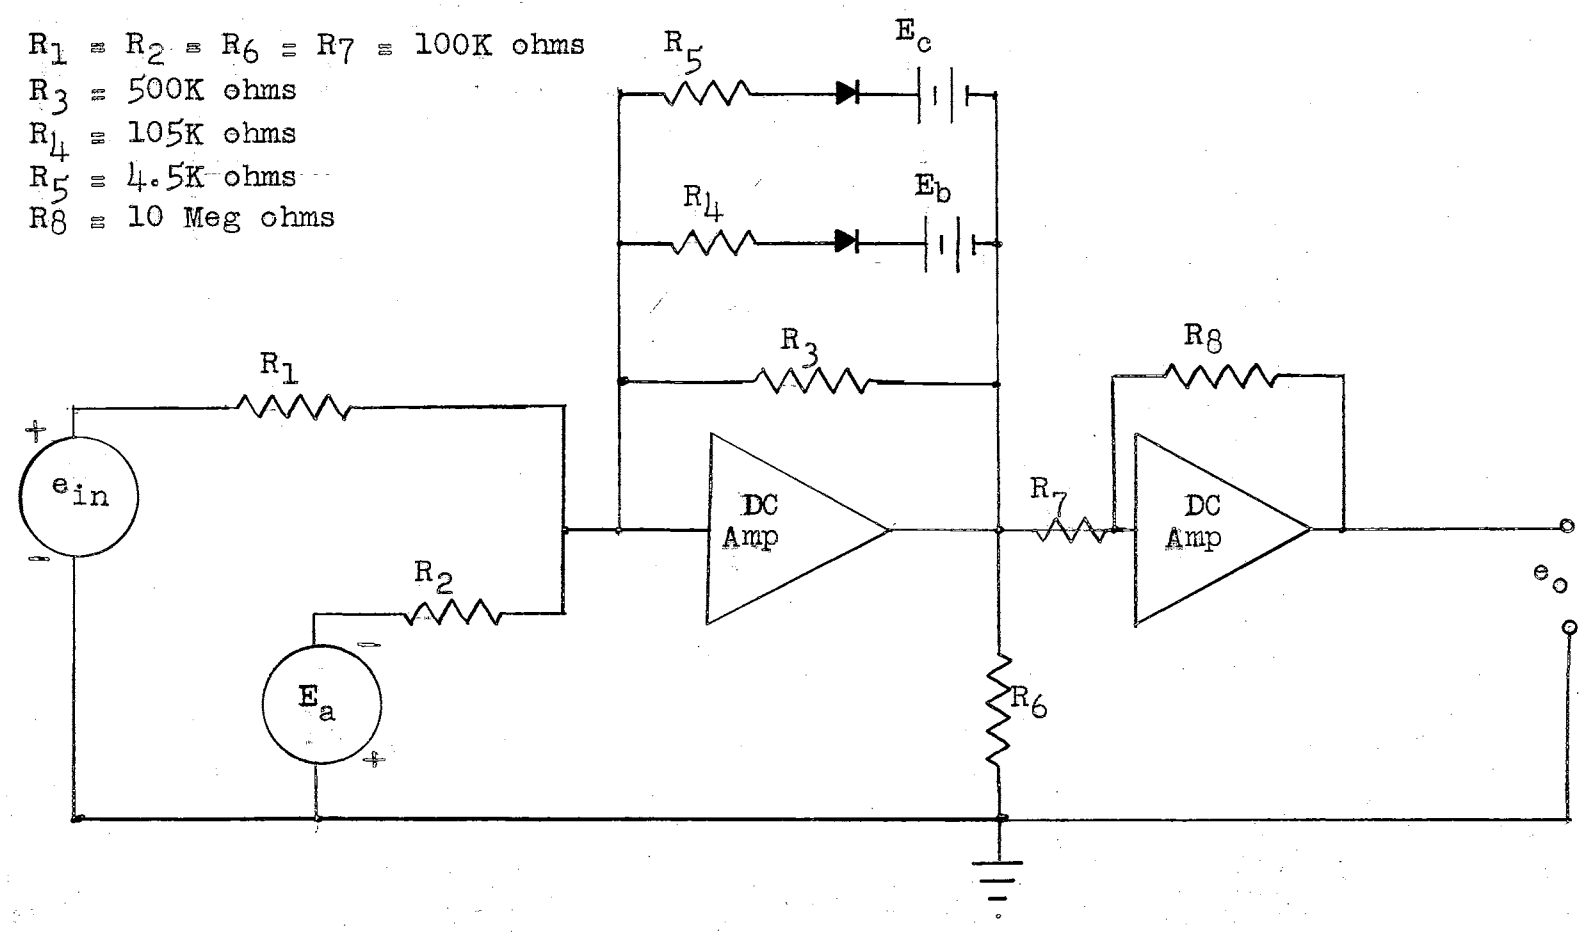 R1 = R2 = R6 = R7 = 100K ohms
R3 = 500K ohms
R4 = 105K ohms
R5 = 4.5K ohms
R8 = 10 Meg ohms
R5
Ec
R4
Eb
R3
R1
R8
+
ein
-
DC
Amp
R7
DC
Amp
R2
eo
-
Ea
+
R6